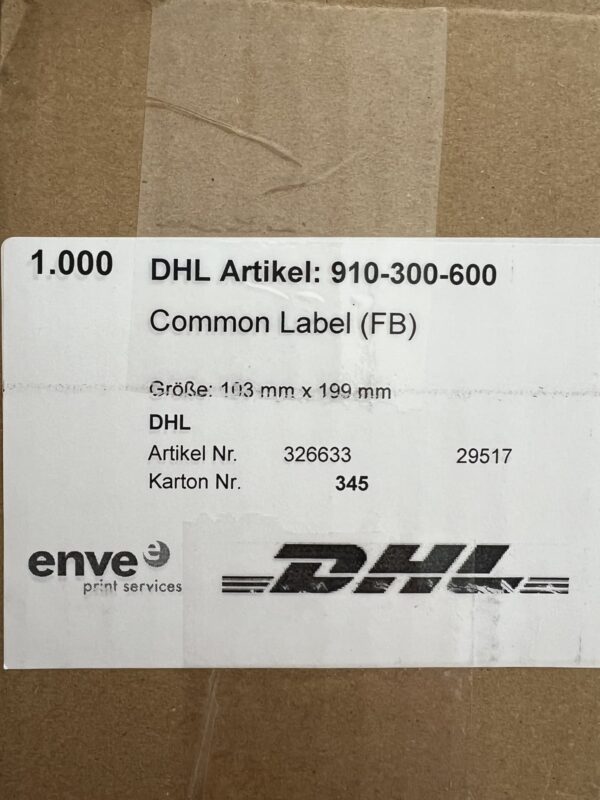 1.000 DHL Artikel: 910-300-600
Common Label (FB)
Größe: 103 mm x 199 mm
DHL
Artikel Nr. 326633 29517
Karton Nr. 345
enve e
print services
DHL